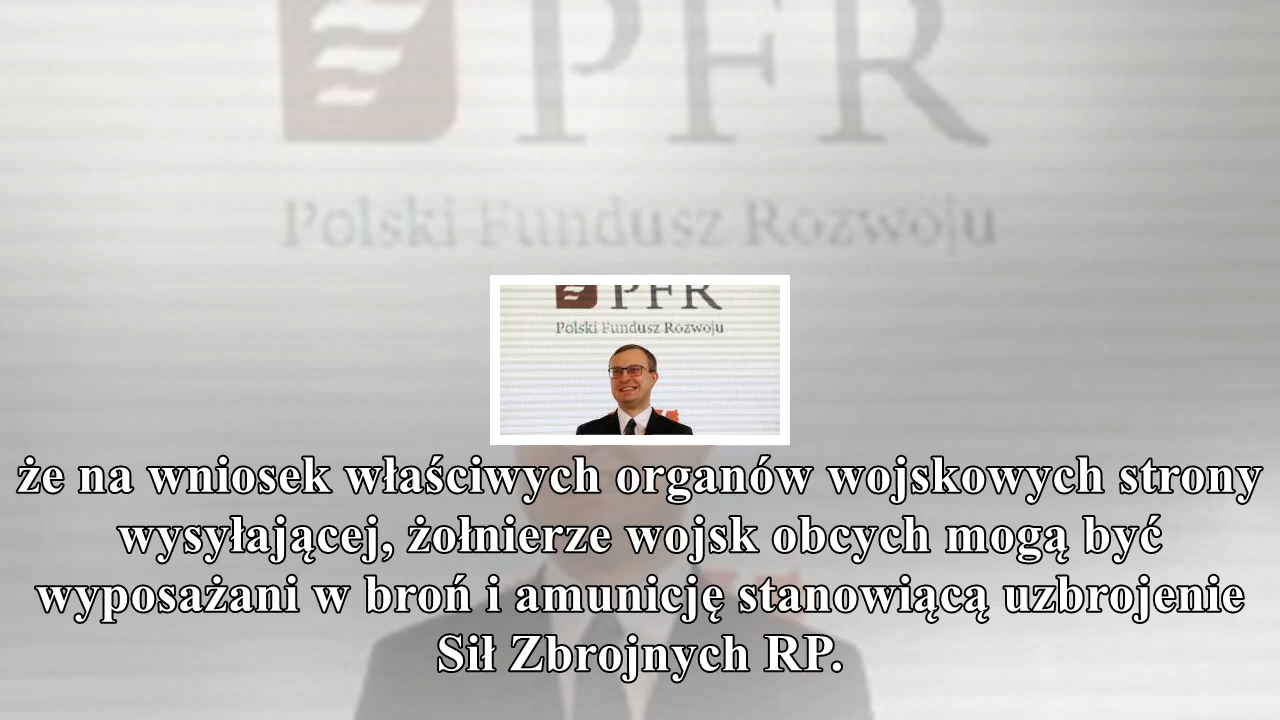 PFR
Polski Fundusz Rozwoju
PFR
Polski Fundusz Rozwoju
że na wniosek właściwych organów wojskowych strony
wysyłającej, żołnierze wojsk obcych mogą być
wyposażani w broń i amunicję stanowiącą uzbrojenie
Sił Zbrojnych RP.